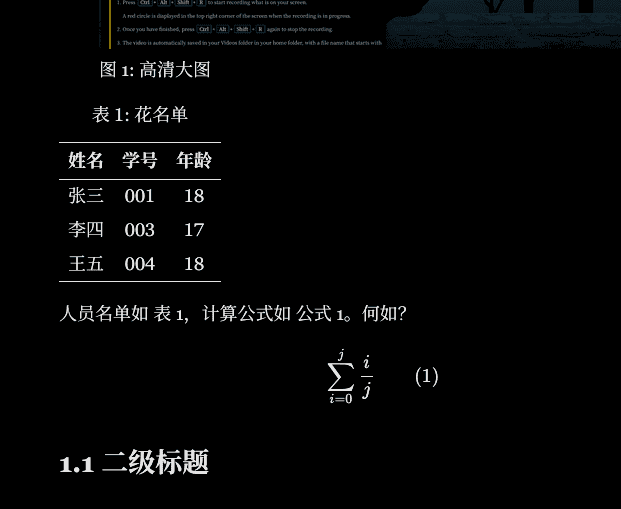 1. Press Ctrl + Alt + Shift + R to start recording what is on your screen.
A red circle is displayed in the top right corner of the screen when the recording is in progress.
2. Once you have finished, press Ctrl + Alt + Shift + R again to stop the recording.
3. The video is automatically saved in your Videos folder in your home folder, with a file name that starts with
图 1: 高清大图
表 1: 花名单
姓名 学号 年龄
张三 001 18
李四 003 17
王五 004 18
人员名单如 表 1，计算公式如 公式 1。何如？
∑_{i=0}^{j} i/j (1)
1.1 二级标题